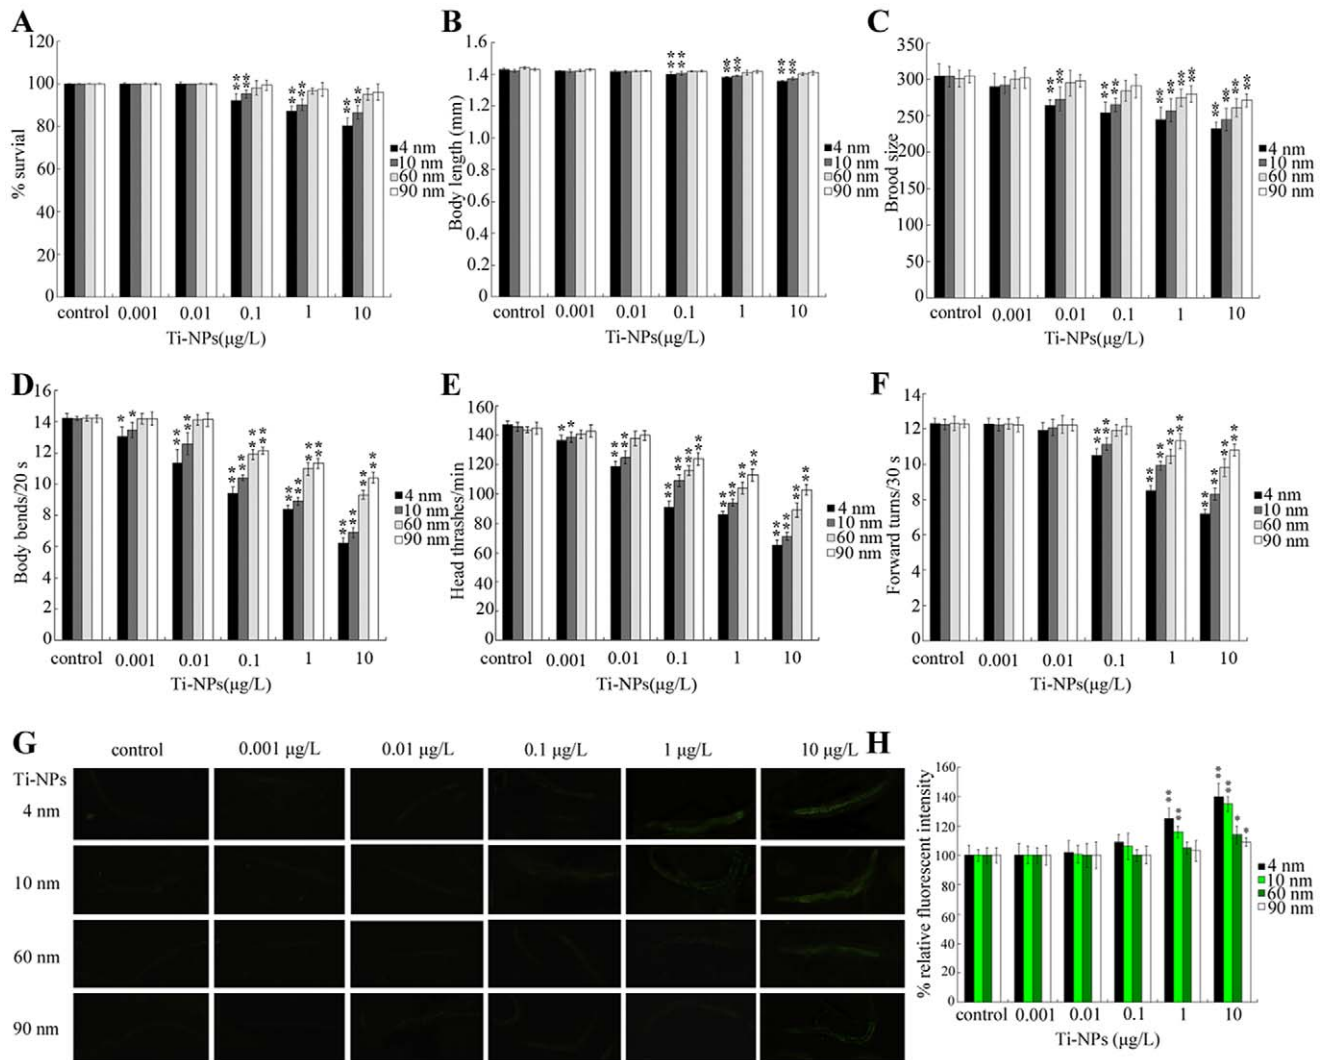 A
120
100
80
60
40
20
0
% survial
control 0.001 0.01 0.1 1 10
Ti-NPs(μg/L)
4 nm
10 nm
60 nm
90 nm
** ** ** ** ** **
B
1.6
1.4
1.2
1.0
0.8
0.6
0.4
0.2
0
Body length (mm)
control 0.001 0.01 0.1 1 10
Ti-NPs(μg/L)
4 nm
10 nm
60 nm
90 nm
** ** ** ** ** **
C
350
300
250
200
150
100
50
0
Brood size
control 0.001 0.01 0.1 1 10
Ti-NPs(μg/L)
4 nm
10 nm
60 nm
90 nm
** ** ** ** ** ** ** ** ** ** ** **
D
16
14
12
10
8
6
4
2
0
Body bends/20 s
control 0.001 0.01 0.1 1 10
Ti-NPs(μg/L)
4 nm
10 nm
60 nm
90 nm
* * ** ** ** ** ** ** ** ** ** ** ** ** ** **
E
160
140
120
100
80
60
40
20
0
Head thrashes/min
control 0.001 0.01 0.1 1 10
Ti-NPs(μg/L)
4 nm
10 nm
60 nm
90 nm
* * ** ** ** ** ** ** ** ** ** ** ** ** ** **
F
14
12
10
8
6
4
2
0
Forward turns/30 s
control 0.001 0.01 0.1 1 10
Ti-NPs(μg/L)
4 nm
10 nm
60 nm
90 nm
** ** ** ** ** ** ** ** ** **
G
control 0.001 μg/L 0.01 μg/L 0.1 μg/L 1 μg/L 10 μg/L
Ti-NPs
4 nm
10 nm
60 nm
90 nm
H
160
140
120
100
80
60
40
20
0
% relative fluorescent intensity
control 0.001 0.01 0.1 1 10
Ti-NPs (μg/L)
4 nm
10 nm
60 nm
90 nm
** ** ** ** * *